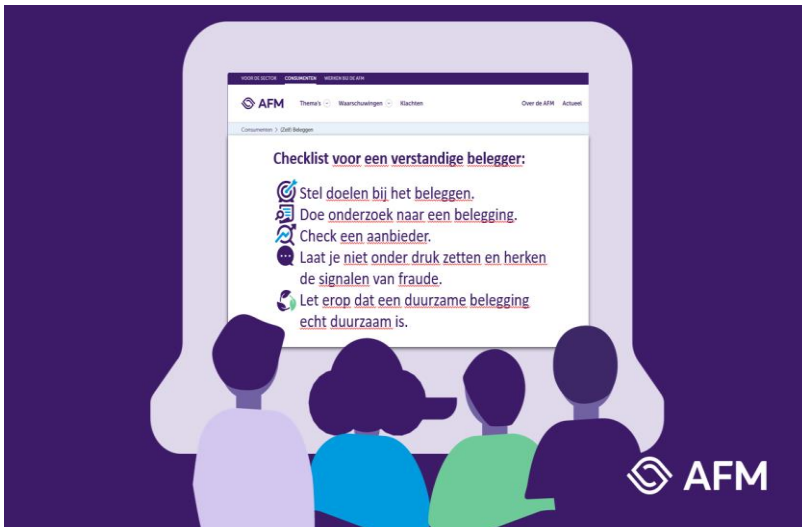 VOOR DE SECTOR CONSUMENTEN WERKEN BIJ DE AFM
AFM Thema's Waarschuwingen Klachten Over de AFM Actueel
Consumenten > (Zelf) Beleggen
Checklist voor een verstandige belegger:
Stel doelen bij het beleggen.
Doe onderzoek naar een belegging.
Check een aanbieder.
Laat je niet onder druk zetten en herken
de signalen van fraude.
Let erop dat een duurzame belegging
echt duurzaam is.
AFM